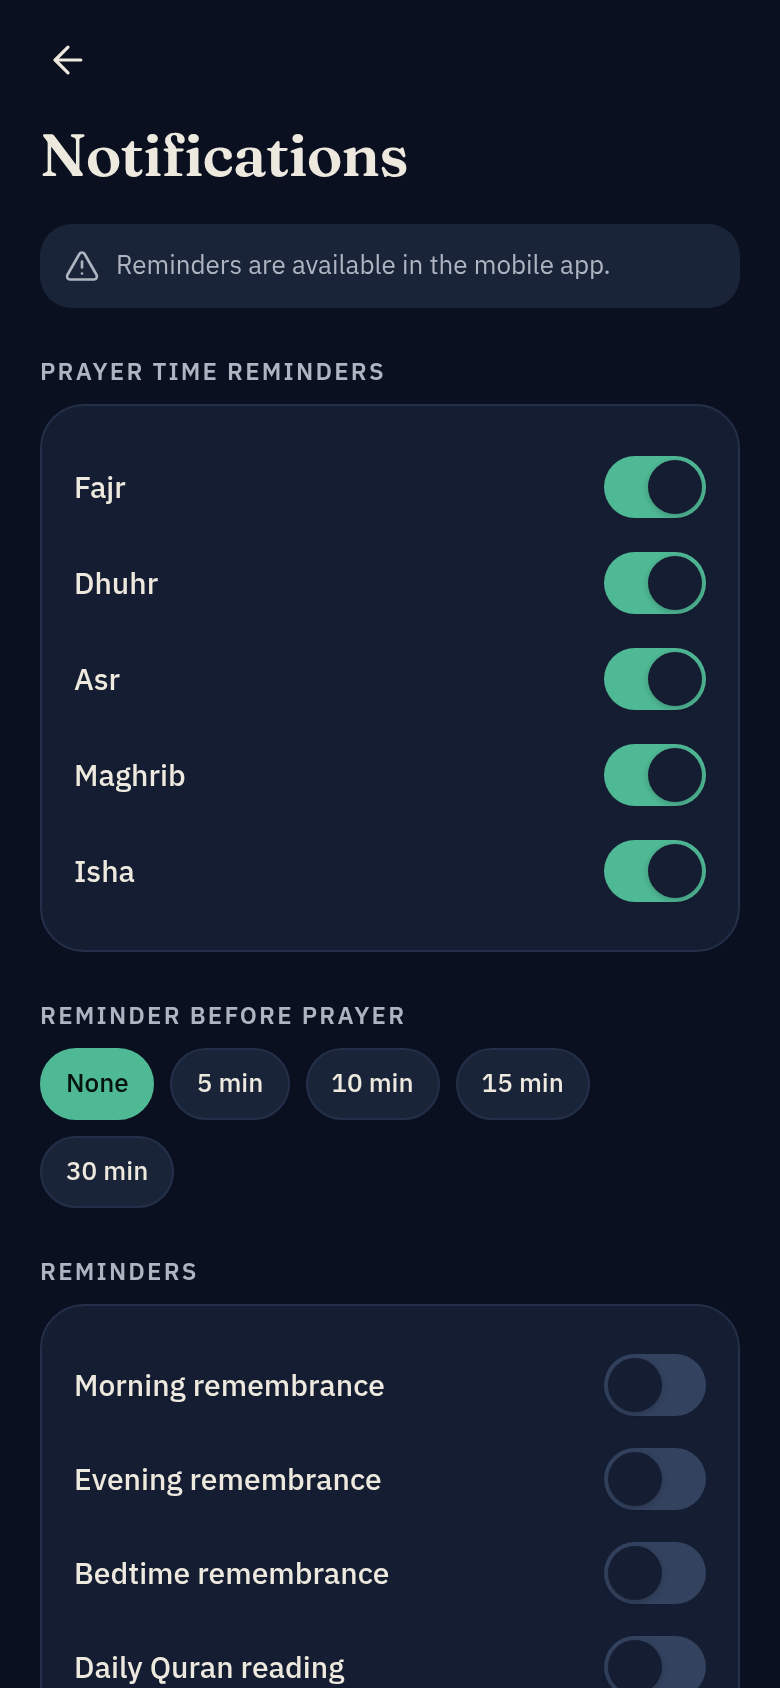 Notifications
Reminders are available in the mobile app.
PRAYER TIME REMINDERS
Fajr
Dhuhr
Asr
Maghrib
Isha
REMINDER BEFORE PRAYER
None 5 min 10 min 15 min
30 min
REMINDERS
Morning remembrance
Evening remembrance
Bedtime remembrance
Daily Quran reading